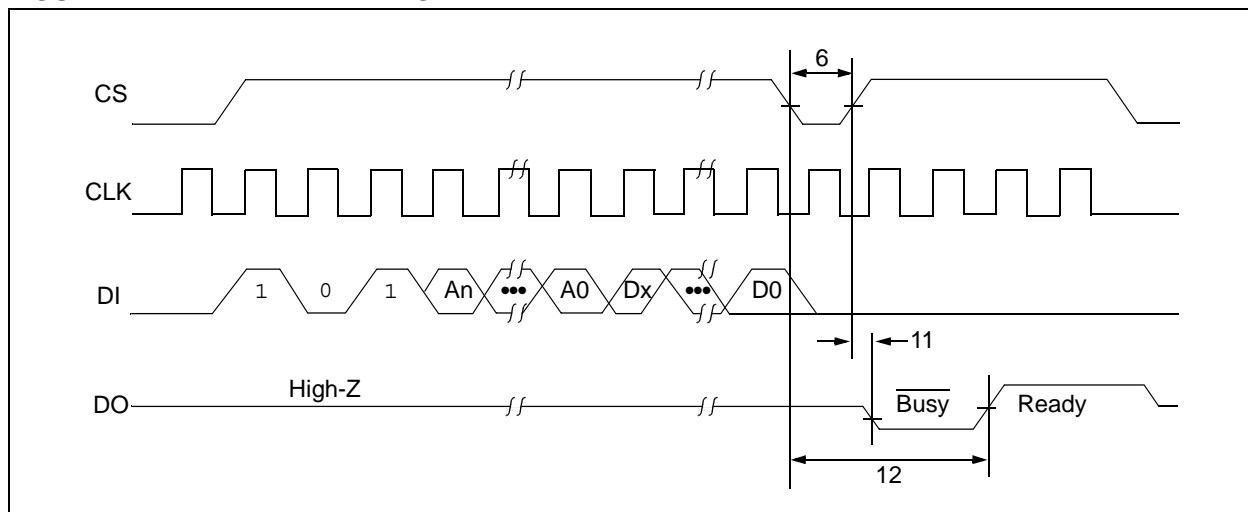 6
CS
CLK
DI 1 0 1 An ••• A0 Dx ••• D0
11
DO High-Z Busy Ready
12